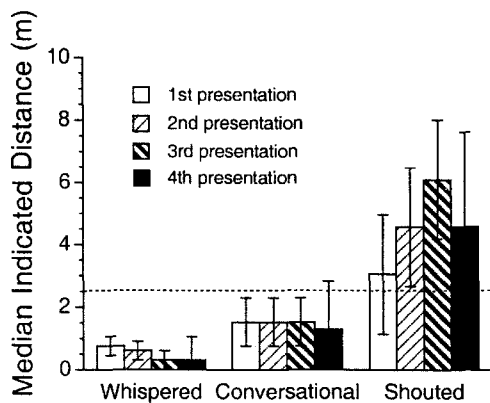 Median Indicated Distance (m)
10
8
6
4
2
0
1st presentation
2nd presentation
3rd presentation
4th presentation
Whispered Conversational Shouted